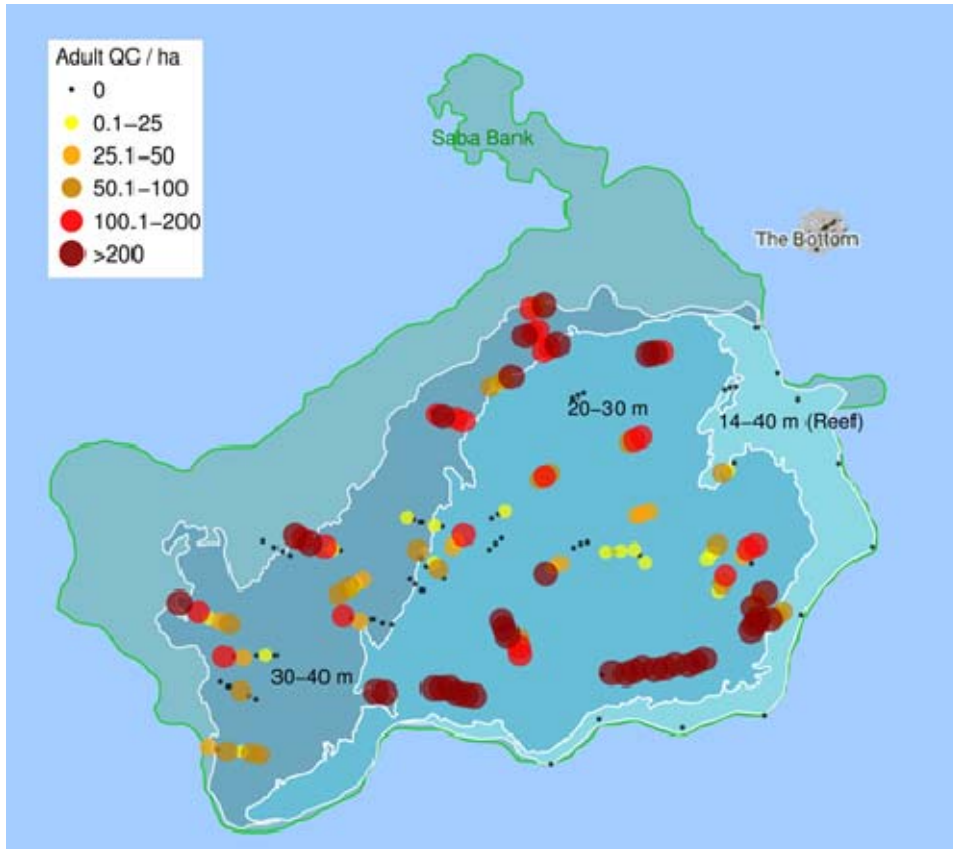 Adult QC / ha
0
0.1-25
25.1-50
50.1-100
100.1-200
>200
Saba Bank
The Bottom
20-30 m
14-40 m (Reef)
30-40 m